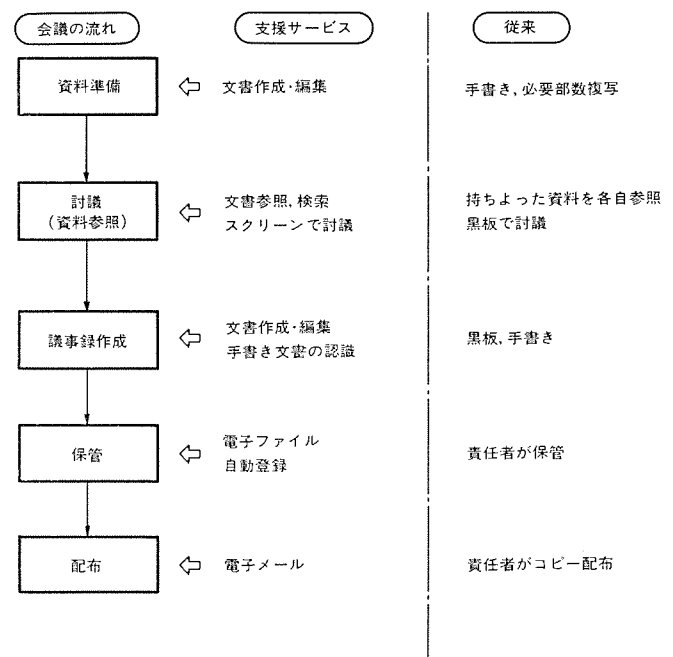 会議の流れ
支援サービス
従来
資料準備
文書作成・編集
手書き,必要部数複写
討議
(資料参照)
文書参照,検索
スクリーンで討議
持ちよった資料を各自参照
黒板で討議
議事録作成
文書作成・編集
手書き文書の認識
黒板,手書き
保管
電子ファイル
自動登録
責任者が保管
配布
電子メール
責任者がコピー配布